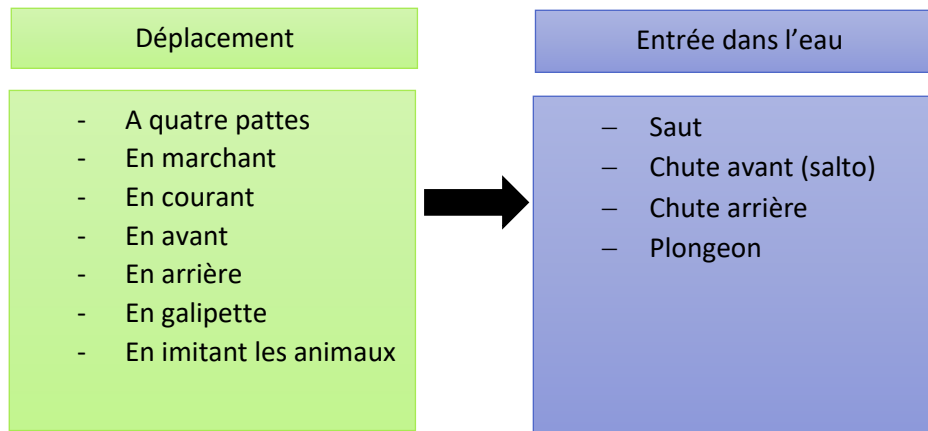 Déplacement
- A quatre pattes
- En marchant
- En courant
- En avant
- En arrière
- En galipette
- En imitant les animaux
Entrée dans l’eau
– Saut
– Chute avant (salto)
– Chute arrière
– Plongeon